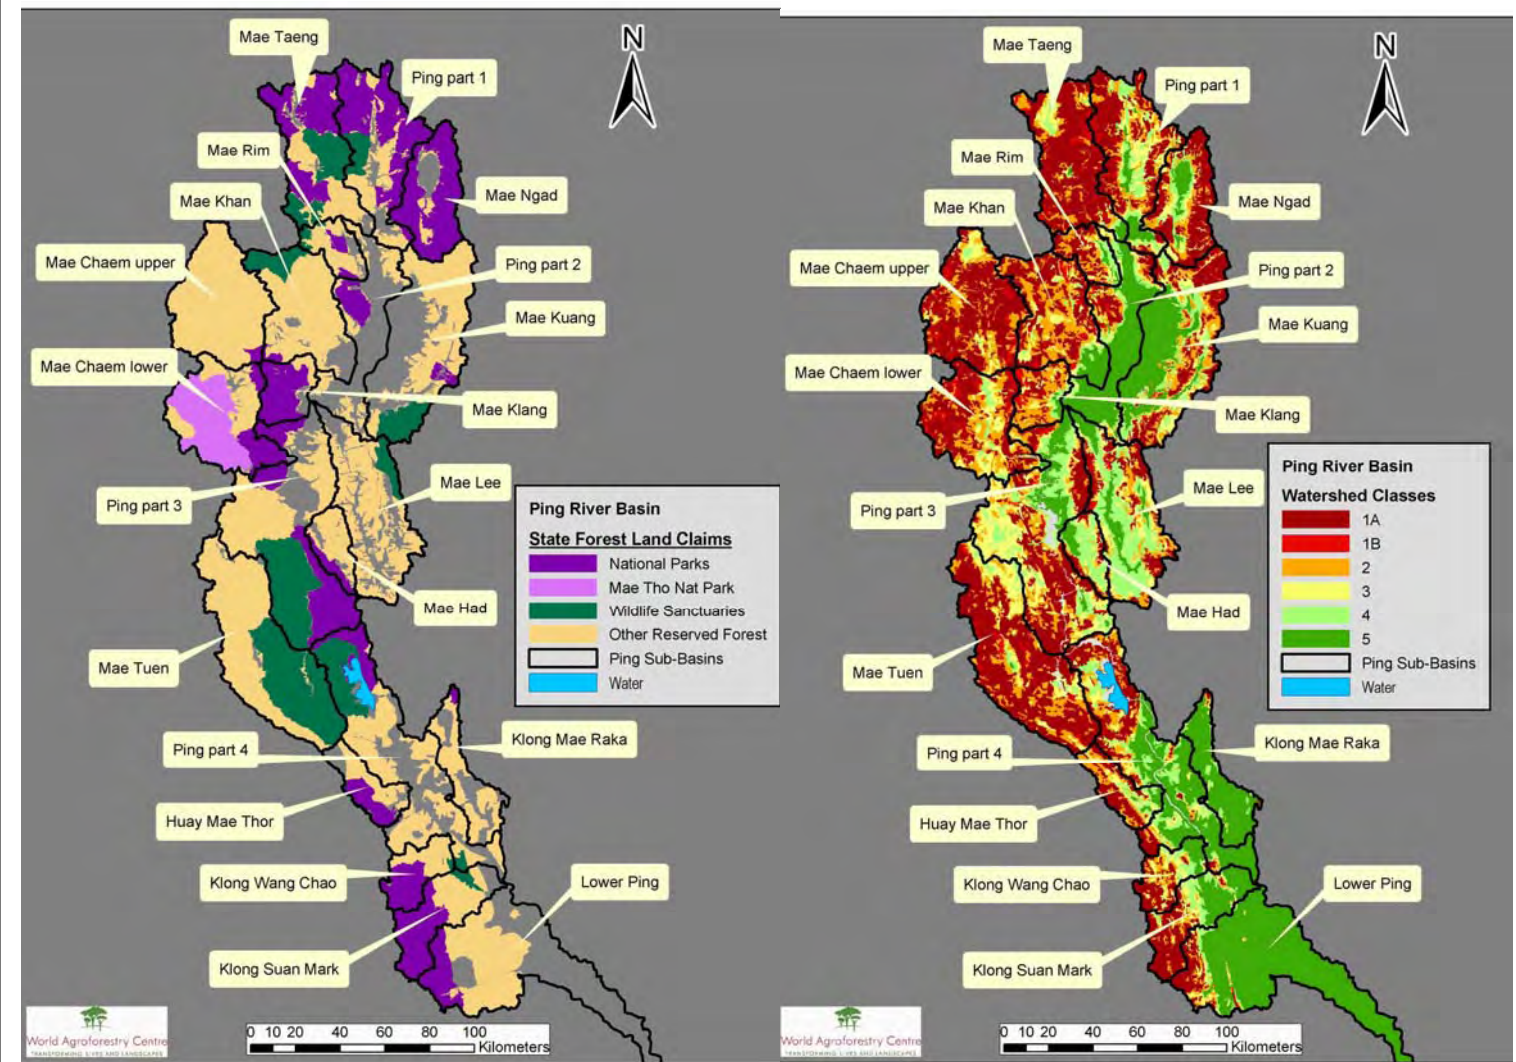 Mae Taeng
N
Ping part 1
Mae Rim
Mae Khan
Mae Ngad
Mae Chaem upper
Ping part 2
Mae Kuang
Mae Chaem lower
Mae Klang
Mae Lee
Ping part 3
Ping River Basin
State Forest Land Claims
National Parks
Mae Tho Nat Park
Wildlife Sanctuaries
Other Reserved Forest
Ping Sub-Basins
Water
Mae Had
Mae Tuen
Klong Mae Raka
Ping part 4
Huay Mae Thor
Klong Wang Chao
Lower Ping
Klong Suan Mark
World Agroforestry Centre
TRANSFORMING LIVES AND LANDSCAPES
0 10 20 40 60 80 100
Kilometers
Mae Taeng
N
Ping part 1
Mae Rim
Mae Khan
Mae Ngad
Mae Chaem upper
Ping part 2
Mae Kuang
Mae Chaem lower
Mae Klang
Ping River Basin
Watershed Classes
1A
1B
2
3
4
5
Ping Sub-Basins
Water
Mae Lee
Ping part 3
Mae Had
Mae Tuen
Klong Mae Raka
Ping part 4
Huay Mae Thor
Klong Wang Chao
Lower Ping
Klong Suan Mark
World Agroforestry Centre
TRANSFORMING LIVES AND LANDSCAPES
0 10 20 40 60 80 100
Kilometers